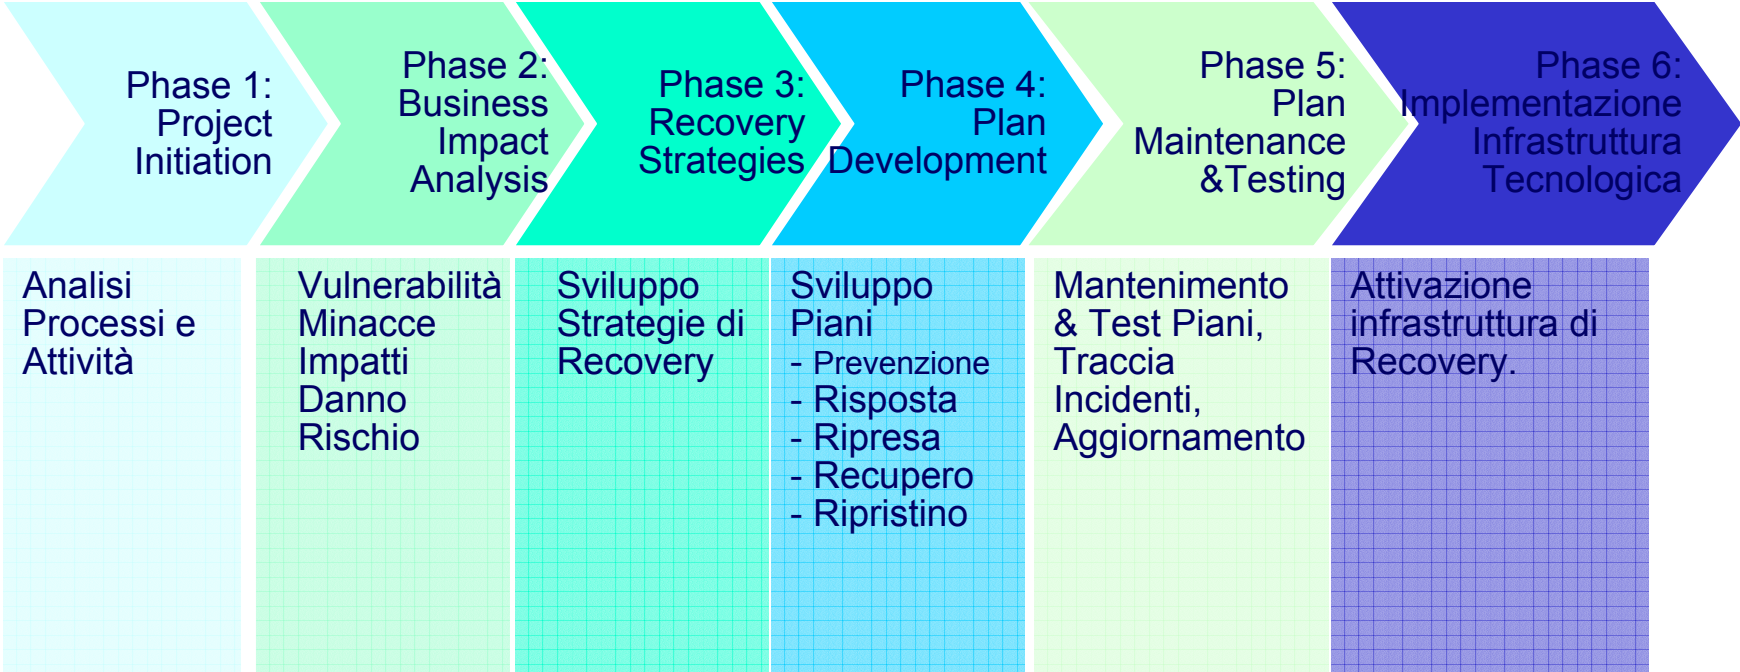 Phase 1:
Project
Initiation
Phase 2:
Business
Impact
Analysis
Phase 3:
Recovery
Strategies
Phase 4:
Plan
Development
Phase 5:
Plan
Maintenance
&Testing
Phase 6:
Implementazione
Infrastruttura
Tecnologica
Analisi
Processi e
Attività
Vulnerabilità
Minacce
Impatti
Danno
Rischio
Sviluppo
Strategie di
Recovery
Sviluppo
Piani
- Prevenzione
- Risposta
- Ripresa
- Recupero
- Ripristino
Mantenimento
& Test Piani,
Traccia
Incidenti,
Aggiornamento
Attivazione
infrastruttura di
Recovery.